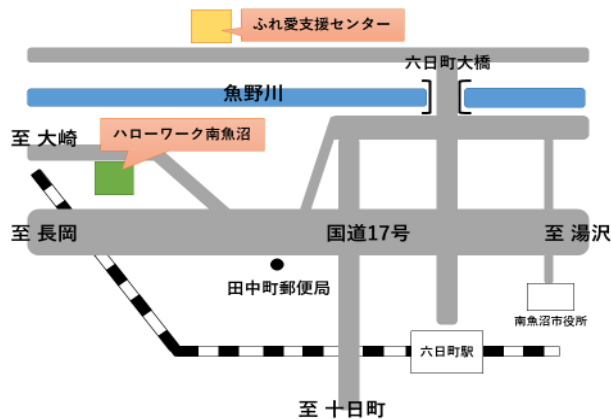 ふれ愛支援センター
六日町大橋
魚野川
ハローワーク南魚沼
至 大崎
至 長岡
国道17号
至 湯沢
田中町郵便局
南魚沼市役所
六日町駅
至 十日町